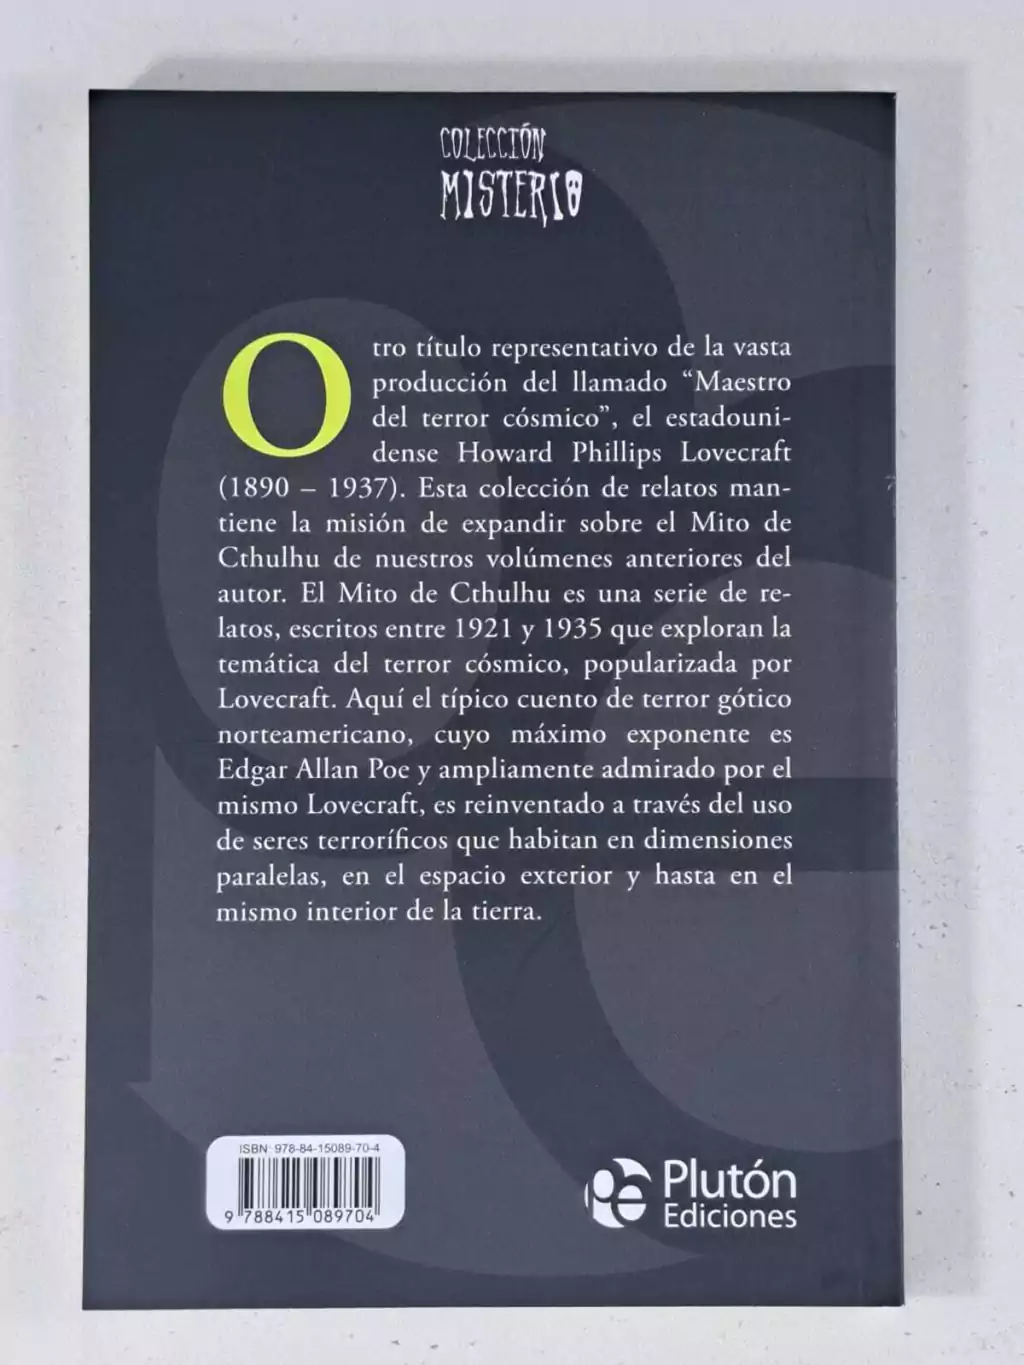 COLECCIÓN
MISTERIO
Otro título representativo de la vasta
producción del llamado “Maestro
del terror cósmico”, el estadouni-
dense Howard Phillips Lovecraft
(1890 – 1937). Esta colección de relatos man-
tiene la misión de expandir sobre el Mito de
Cthulhu de nuestros volúmenes anteriores del
autor. El Mito de Cthulhu es una serie de re-
latos, escritos entre 1921 y 1935 que exploran la
temática del terror cósmico, popularizada por
Lovecraft. Aquí el típico cuento de terror gótico
norteamericano, cuyo máximo exponente es
Edgar Allan Poe y ampliamente admirado por el
mismo Lovecraft, es reinventado a través del uso
de seres terroríficos que habitan en dimensiones
paralelas, en el espacio exterior y hasta en el
mismo interior de la tierra.
ISBN: 978-84-15089-70-4
9 788415 089704
pe Plutón
Ediciones